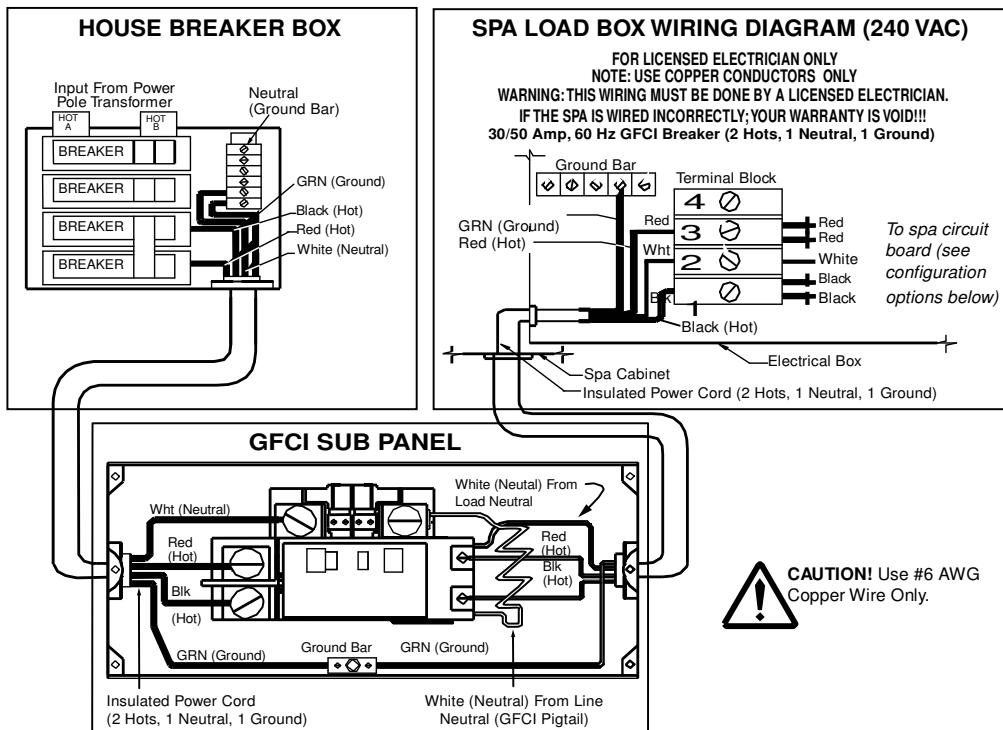 HOUSE BREAKER BOX
Input From Power
Pole Transformer
HOT
A
HOT
B
Neutral
(Ground Bar)
BREAKER
BREAKER
BREAKER
BREAKER
GRN (Ground)
Black (Hot)
Red (Hot)
White (Neutral)
SPA LOAD BOX WIRING DIAGRAM (240 VAC)
FOR LICENSED ELECTRICIAN ONLY
NOTE: USE COPPER CONDUCTORS ONLY
WARNING: THIS WIRING MUST BE DONE BY A LICENSED ELECTRICIAN.
IF THE SPA IS WIRED INCORRECTLY; YOUR WARRANTY IS VOID!!!
30/50 Amp, 60 Hz GFCI Breaker (2 Hots, 1 Neutral, 1 Ground)
Ground Bar
Terminal Block
GRN (Ground)
Red (Hot)
Red
Wht
Blk
4
3
2
1
Red
Red
White
Black
Black
To spa circuit
board (see
configuration
options below)
Black (Hot)
Electrical Box
Spa Cabinet
Insulated Power Cord (2 Hots, 1 Neutral, 1 Ground)
GFCI SUB PANEL
Wht (Neutral)
Red
(Hot)
Blk
(Hot)
GRN (Ground)
Ground Bar
GRN (Ground)
White (Neutal) From
Load Neutral
Red
(Hot)
Blk
(Hot)
Insulated Power Cord
(2 Hots, 1 Neutral, 1 Ground)
White (Neutral) From Line
Neutral (GFCI Pigtail)
CAUTION! Use #6 AWG
Copper Wire Only.